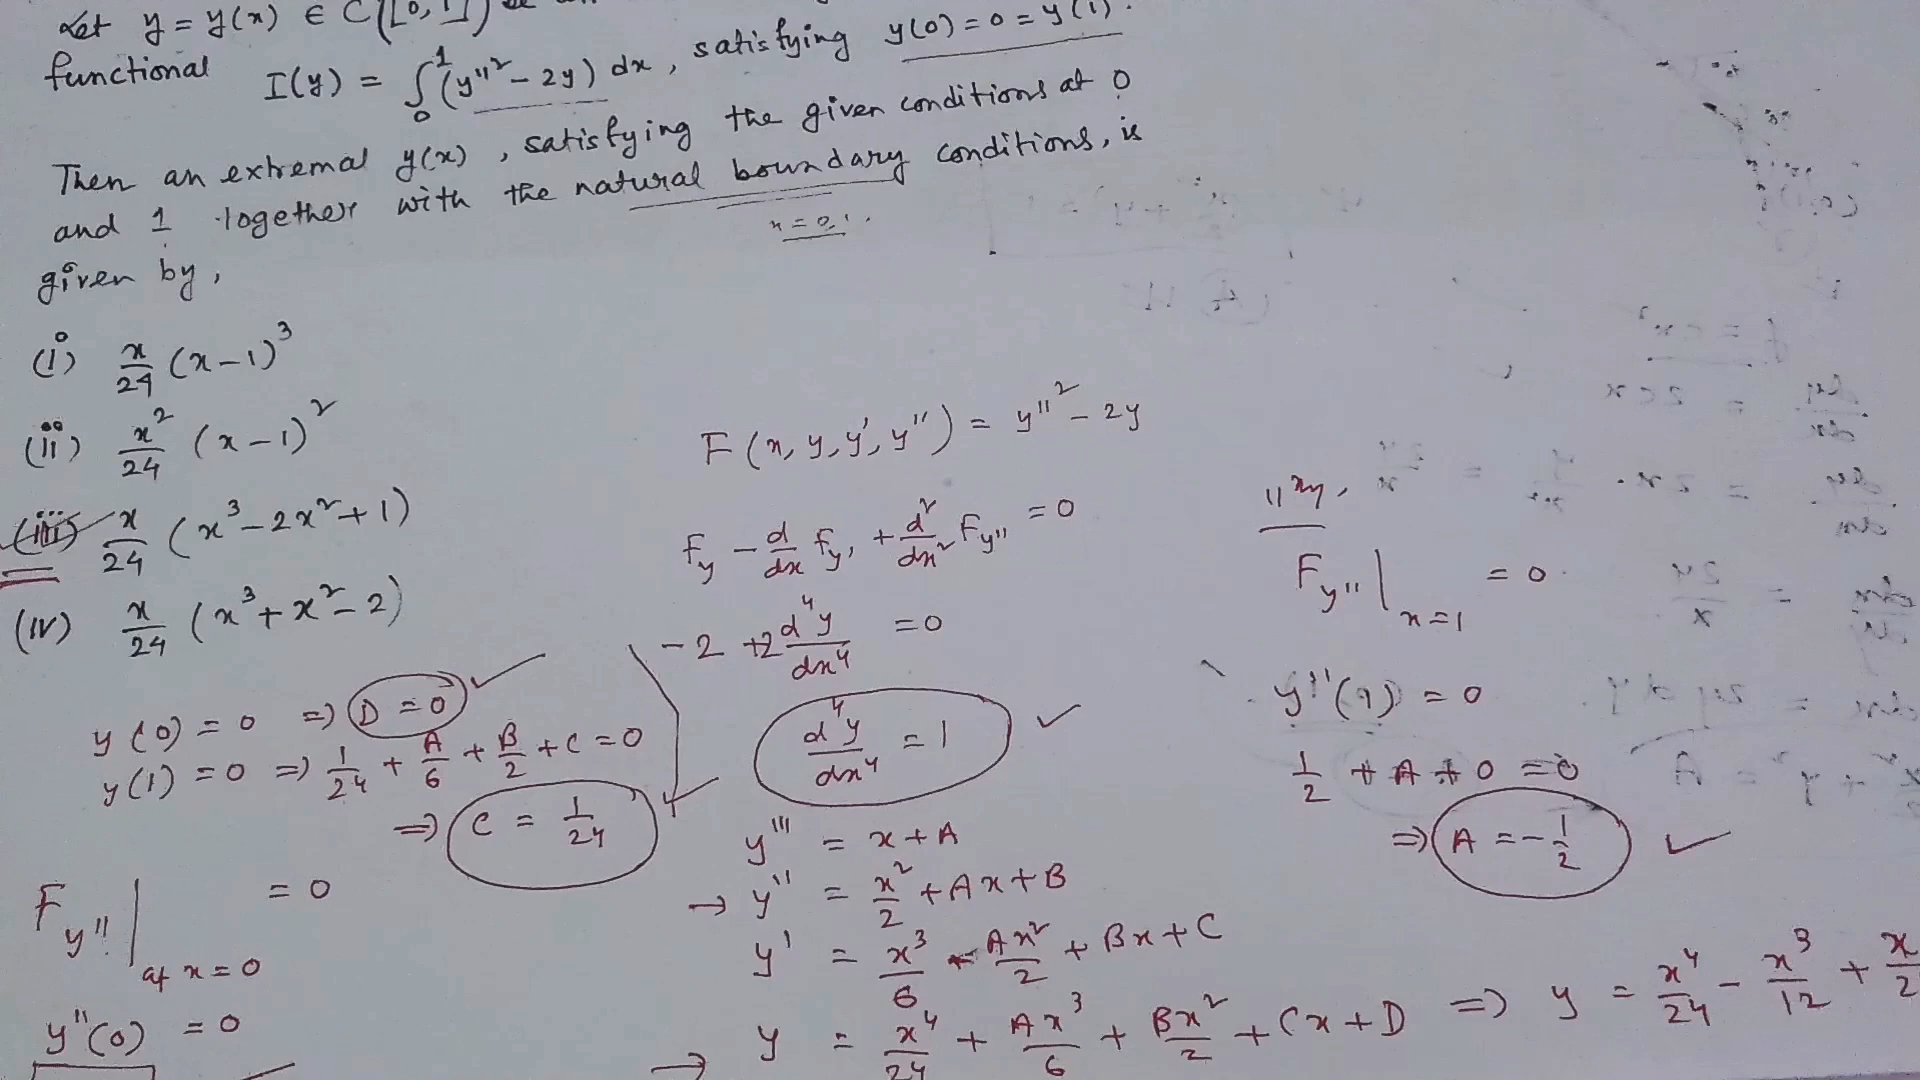 Let y = y(x) ∈ C([0,1])
functional I(y) = ∫₀¹ (y''² - 2y) dx, satisfying y(0) = 0 = y(1).
Then an extremal y(x), satisfying the given conditions at 0
and 1 together with the natural boundary conditions, is
x = 0, 1.
given by,
(i) x/24 (x-1)³
(ii) x²/24 (x-1)²
(iii) x/24 (x³ - 2x² + 1)
(iv) x/24 (x³ + x² - 2)
y(0) = 0 ⇒ D = 0
y(1) = 0 ⇒ 1/24 + A/6 + B/2 + C = 0
⇒ C = 1/24
F_y'' | at x=0 = 0
y''(0) = 0
F(x, y, y', y'') = y''² - 2y
F_y - d/dx F_y' + d²/dx² F_y'' = 0
-2 + 2 d⁴y/dx⁴ = 0
d⁴y/dx⁴ = 1
y''' = x + A
→ y'' = x²/2 + Ax + B
y' = x³/6 + Ax²/2 + Bx + C
→ y = x⁴/24 + Ax³/6 + Bx²/2 + Cx + D ⇒ y = x⁴/24 - x³/12 + x/2
||ly,
F_y'' | x=1 = 0
y''(1) = 0
1/2 + A + 0 = 0
⇒ A = -1/2